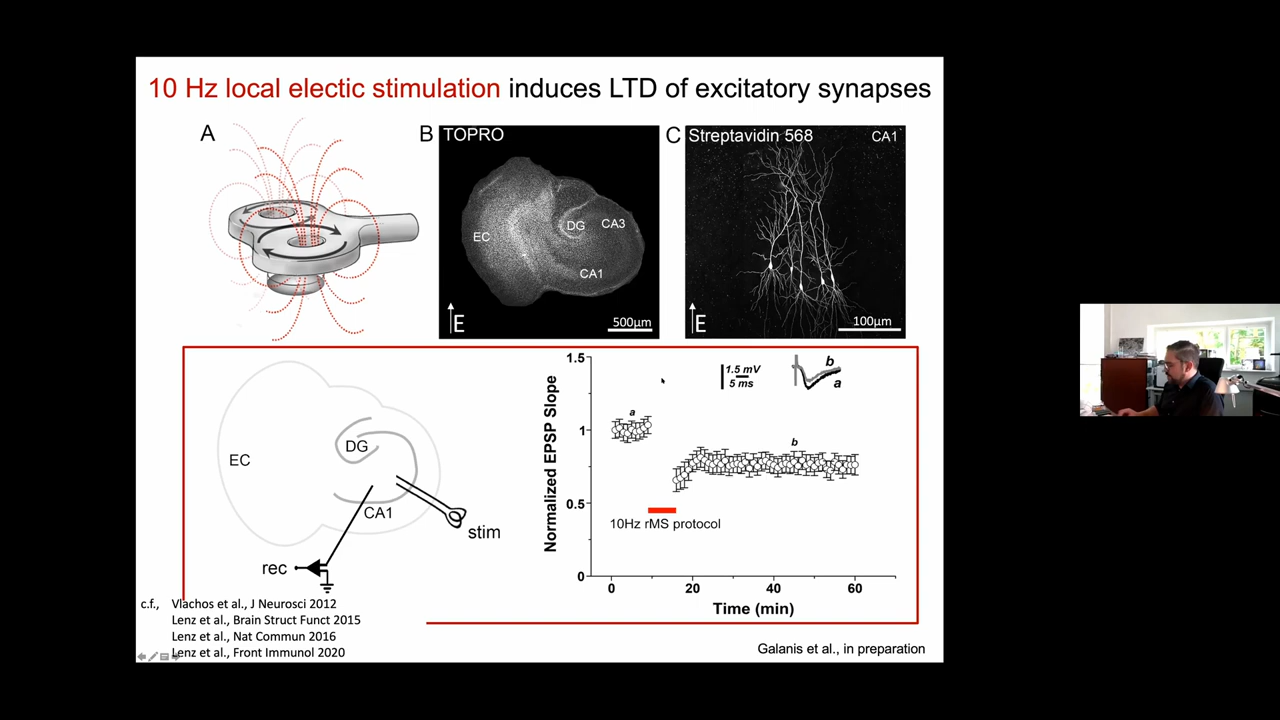 10 Hz local electic stimulation induces LTD of excitatory synapses
A
B
TOPRO
EC
DG
CA3
CA1
E
500µm
C
Streptavidin 568
CA1
E
100µm
EC
DG
CA1
stim
rec
1.5
1
0.5
0
Normalized EPSP Slope
a
b
1.5 mV
5 ms
b
a
10Hz rMS protocol
0
20
40
60
Time (min)
c.f., Vlachos et al., J Neurosci 2012
Lenz et al., Brain Struct Funct 2015
Lenz et al., Nat Commun 2016
Lenz et al., Front Immunol 2020
Galanis et al., in preparation